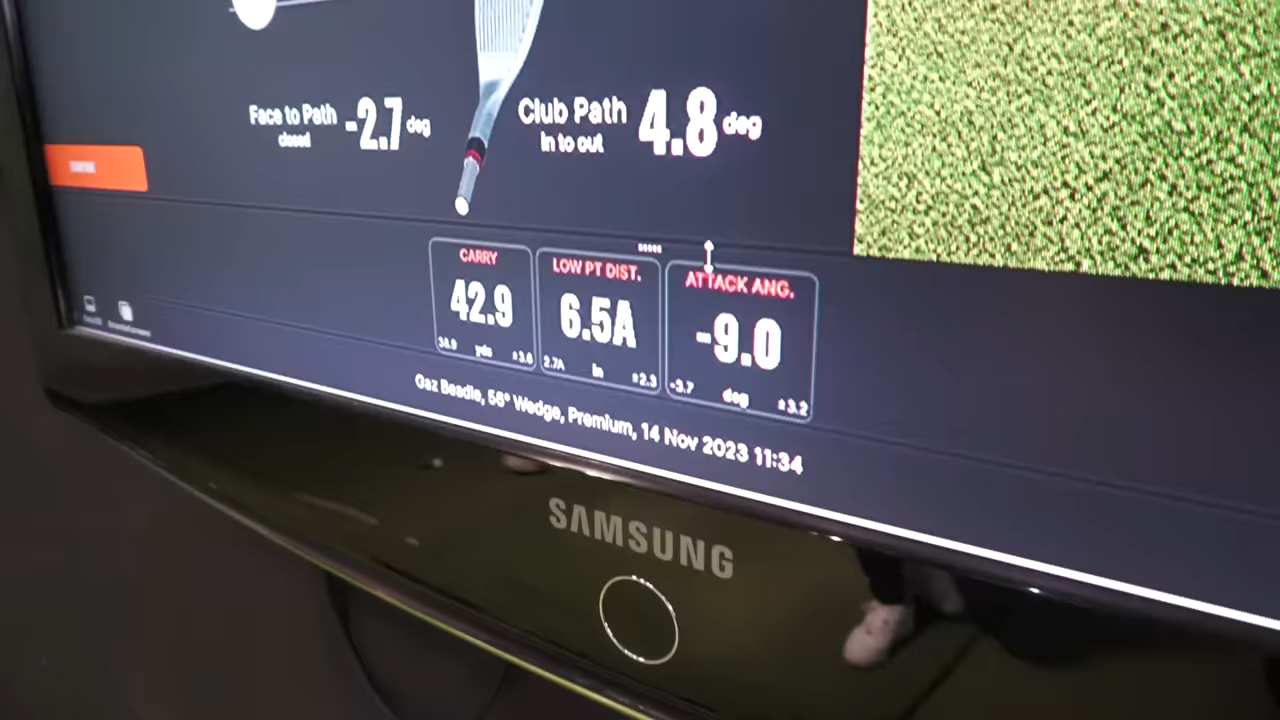 Face to Path -2.7 deg
closed
Club Path 4.8 deg
in to out
CARRY
42.9
38.9 yds ±3.6
LOW PT DIST.
6.5A
2.7A in ±2.3
ATTACK ANG.
-9.0
-3.7 deg ±3.2
Gaz Beadle, 56° Wedge, Premium, 14 Nov 2023 11:34
SAMSUNG